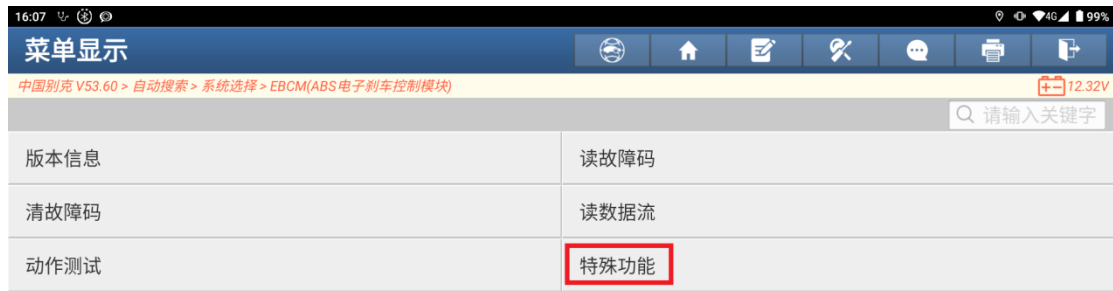 16:07 4G 99%
菜单显示
中国别克 V53.60 > 自动搜索 > 系统选择 > EBCM(ABS电子刹车控制模块) 12.32V
请输入关键字
版本信息 读故障码
清故障码 读数据流
动作测试 特殊功能